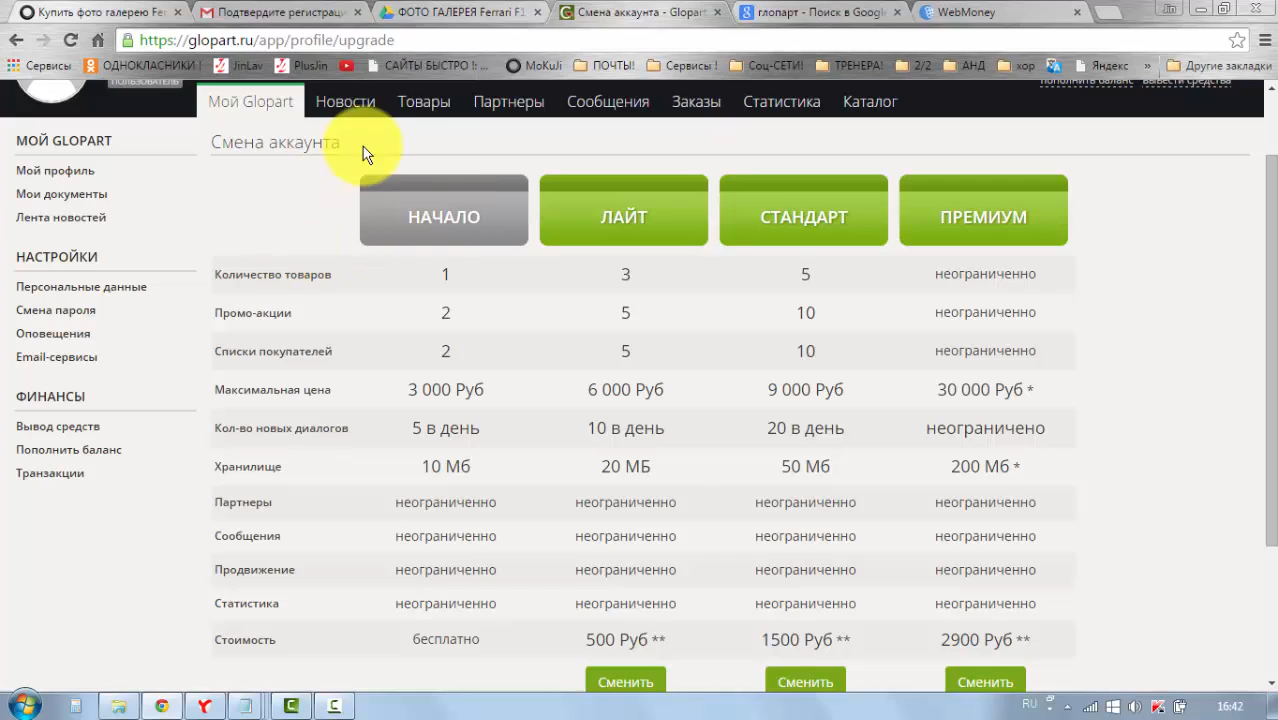 Купить фото галерею Fer
Подтвердите регистраци
ФОТО ГАЛЕРЕЯ Ferrari F1
Смена аккаунта - Glopart
глопарт - Поиск в Google
WebMoney
Jin
https://glopart.ru/app/profile/upgrade
Сервисы
ОДНОКЛАСНИКИ !
JinLav
PlusJin
САЙТЫ БЫСТРО !: ...
MoKuJi
ПОЧТЫ!
Сервисы !
Соц-СЕТИ!
ТРЕНЕРА!
2/2
АНД
хор
Яндекс
»
Другие закладки
ПОЛЬЗОВАТЕЛЬ
пополнить баланс
вывести средства
Мой Glopart
Новости
Товары
Партнеры
Сообщения
Заказы
Статистика
Каталог
МОЙ GLOPART
Мой профиль
Мои документы
Лента новостей
НАСТРОЙКИ
Персональные данные
Смена пароля
Оповещения
Email-сервисы
ФИНАНСЫ
Вывод средств
Пополнить баланс
Транзакции
Смена аккаунта
НАЧАЛО ЛАЙТ СТАНДАРТ ПРЕМИУМ
Количество товаров 1 3 5 неограниченно
Промо-акции 2 5 10 неограниченно
Списки покупателей 2 5 10 неограниченно
Максимальная цена 3 000 Руб 6 000 Руб 9 000 Руб 30 000 Руб *
Кол-во новых диалогов 5 в день 10 в день 20 в день неограничено
Хранилище 10 Мб 20 МБ 50 Мб 200 Мб *
Партнеры неограниченно неограниченно неограниченно неограниченно
Сообщения неограниченно неограниченно неограниченно неограниченно
Продвижение неограниченно неограниченно неограниченно неограниченно
Статистика неограниченно неограниченно неограниченно неограниченно
Стоимость бесплатно 500 Руб ** 1500 Руб ** 2900 Руб **
Сменить Сменить Сменить
RU
16:42